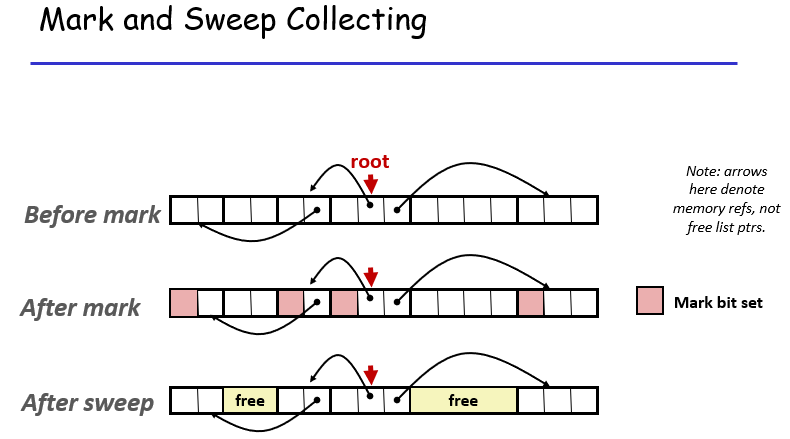 Mark and Sweep Collecting
root
Note: arrows
here denote
memory refs, not
free list ptrs.
Before mark
After mark
Mark bit set
After sweep
free
free